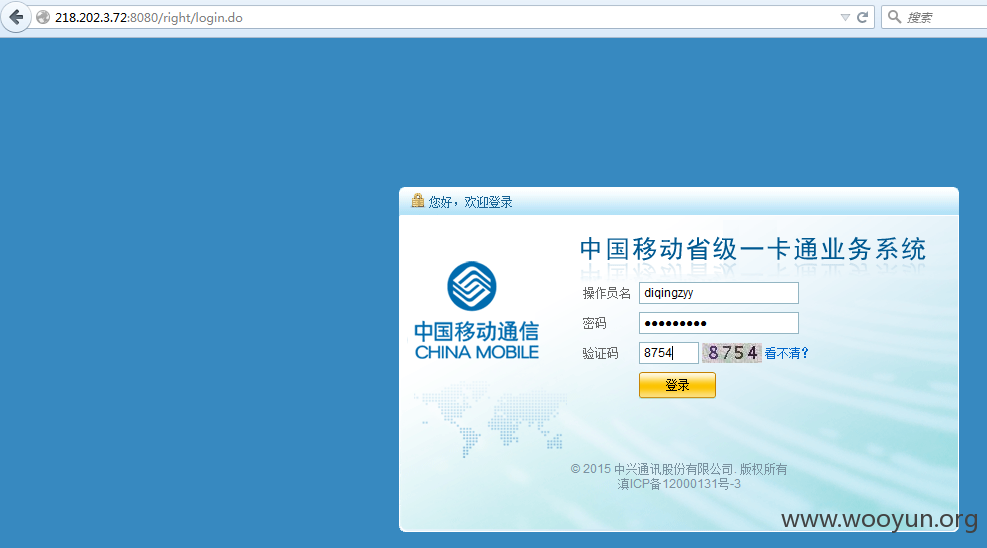 218.202.3.72:8080/right/login.do
搜索
您好，欢迎登录
中国移动省级一卡通业务系统
中国移动通信
CHINA MOBILE
操作员名 diqingzyy
密码 ●●●●●●●●●
验证码 8754 8754 看不清？
登录
© 2015 中兴通讯股份有限公司. 版权所有
滇ICP备12000131号-3
www.wooyun.org